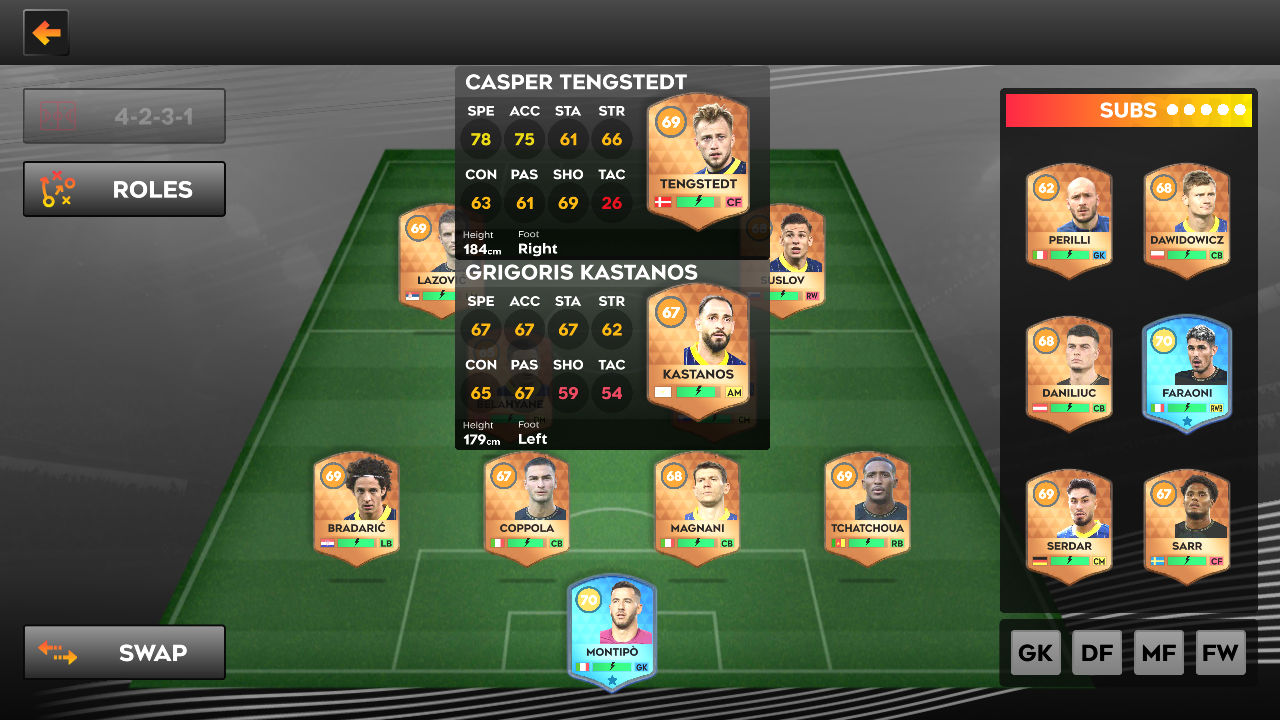 4-2-3-1
ROLES
CASPER TENGSTEDT
SPE ACC STA STR
78 75 61 66
CON PAS SHO TAC
63 61 69 26
Height Foot
184cm Right
69
TENGSTEDT
CF
GRIGORIS KASTANOS
SPE ACC STA STR
67 67 67 62
CON PAS SHO TAC
65 67 59 54
Height Foot
179cm Left
67
KASTANOS
AM
69
LAZOV
68
SUSLOV
RW
BELAHYANE
CM
69
BRADARIĆ
LB
67
COPPOLA
CB
68
MAGNANI
CB
69
TCHATCHOUA
RB
70
MONTIPÒ
GK
SWAP
SUBS
62
PERILLI
GK
68
DAWIDOWICZ
CB
68
DANILIUC
CB
70
FARAONI
RWB
69
SERDAR
CM
67
SARR
CF
GK DF MF FW